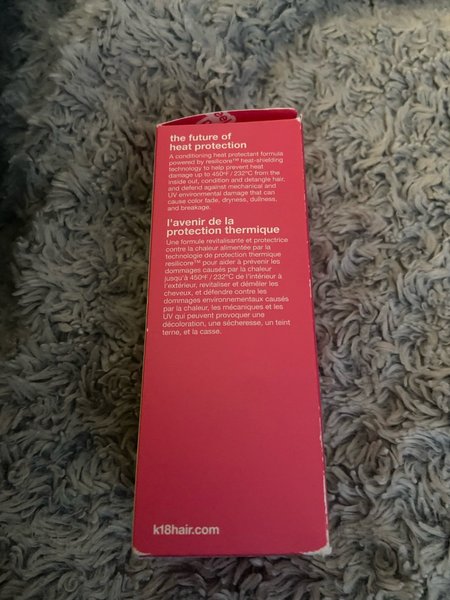 the future of
heat protection
A conditioning heat protectant formula
powered by resilicore™ heat-shielding
technology to help prevent heat
damage up to 450ºF/232ºC from the
inside out, condition and detangle hair,
and defend against mechanical and
UV environmental damage that can
cause color fade, dryness, dullness,
and breakage.
l'avenir de la
protection thermique
Une formule revitalisante et protectrice
contre la chaleur alimentée par la
technologie de protection thermique
resilicore™ pour aider à prévenir les
dommages causés par la chaleur
jusqu'à 450ºF/232ºC de l'intérieur à
l'extérieur, revitaliser et démêler les
cheveux, et défendre contre les
dommages environnementaux causés
par la chaleur, les mécaniques et les
UV qui peuvent provoquer une
décoloration, une sécheresse, un teint
terne, et la casse.
k18hair.com